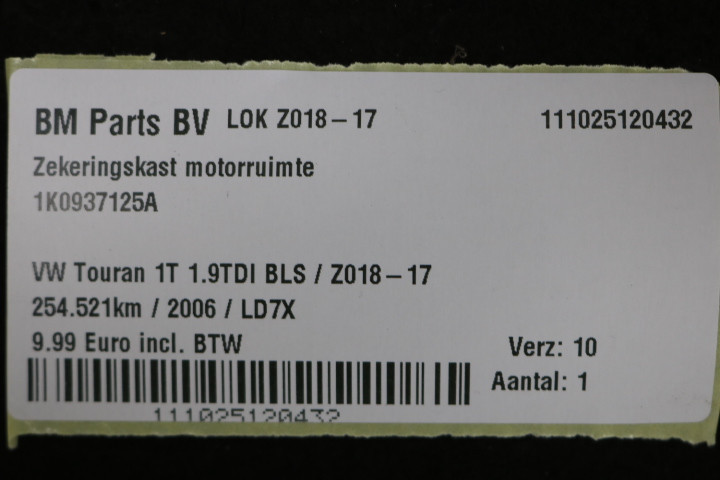 BM Parts BV LOK Z018-17 111025120432
Zekeringskast motorruimte
1K0937125A
VW Touran 1T 1.9TDI BLS / Z018-17
254.521km / 2006 / LD7X
9.99 Euro incl. BTW
Verz: 10
Aantal: 1
111025120432